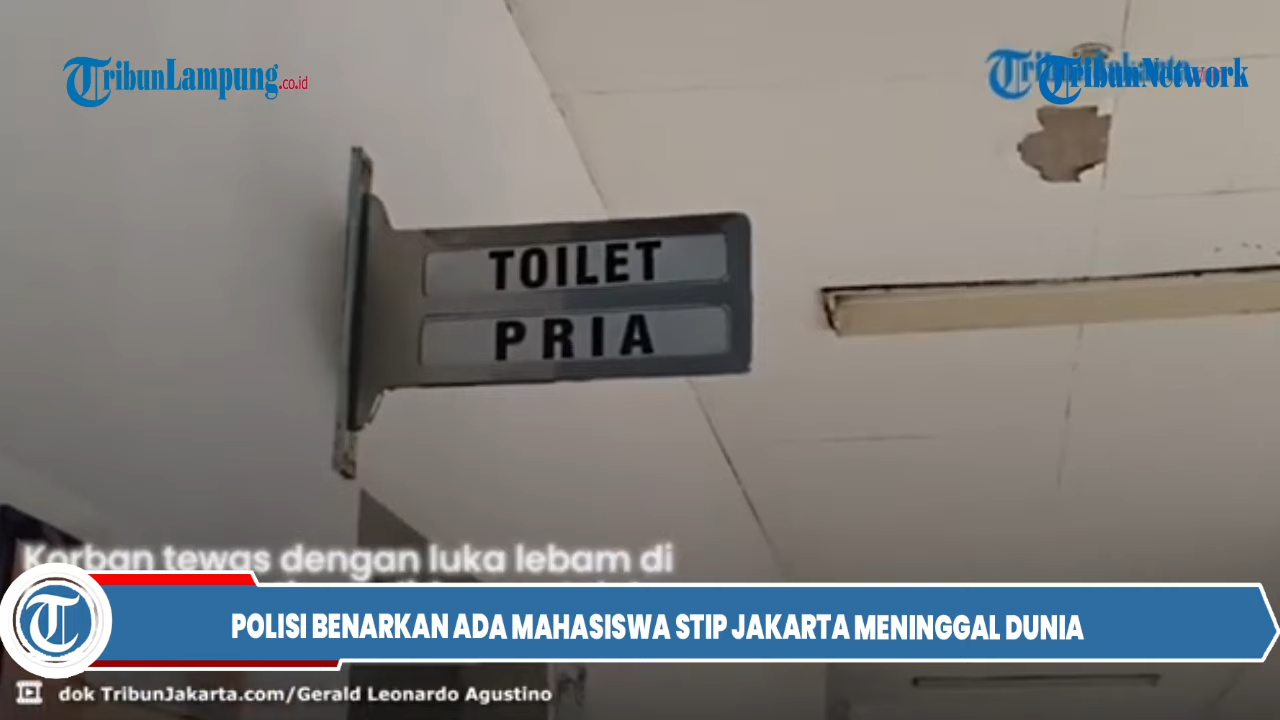 TribunLampung.co.id
TribunJakarta
TribunNetwork
TOILET
PRIA
Korban tewas dengan luka lebam di
POLISI BENARKAN ADA MAHASISWA STIP JAKARTA MENINGGAL DUNIA
dok TribunJakarta.com/Gerald Leonardo Agustino